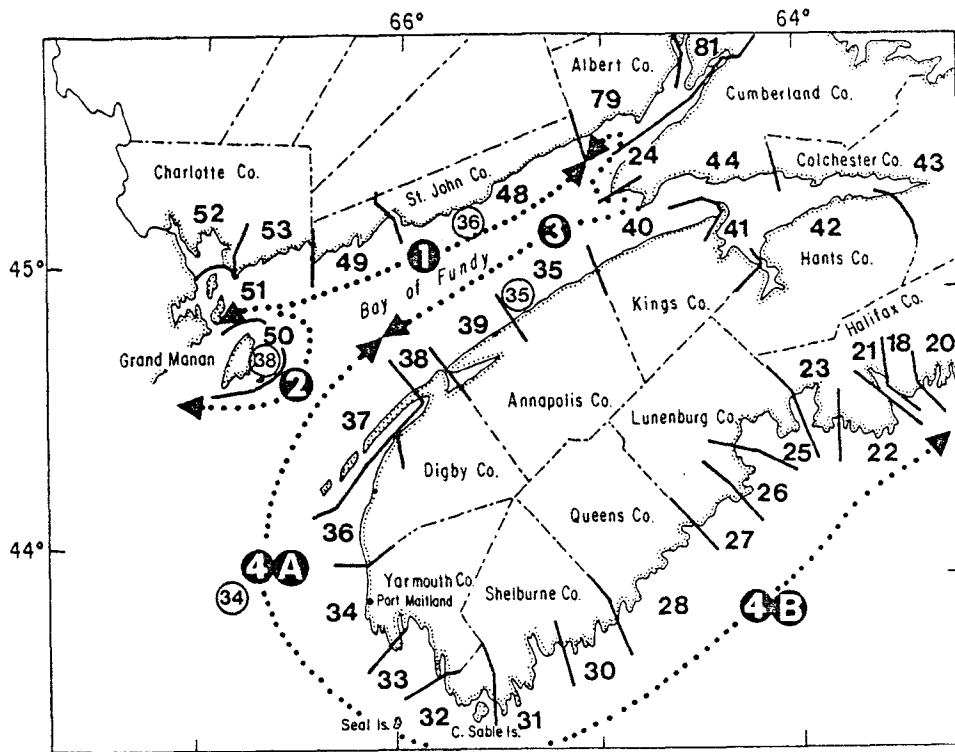 66° 64°
81
Albert Co.
79
Cumberland Co.
24
44
Colchester Co.
43
Charlotte Co.
St. John Co.
48
36
52
53
49
1
3
40
41
42
Hants Co.
45°
51
Bay of Fundy
35
35
Kings Co.
Halifax Co.
50
39
38
Grand Manan
38
2
37
Annapolis Co.
Lunenburg Co.
23
21
18
20
25
22
Digby Co.
26
36
Queens Co.
27
44°
4 A
34
Yarmouth Co.
Port Maitland
34
Shelburne Co.
28
4 B
33
30
32
31
Seal Is.
C. Sable Is.